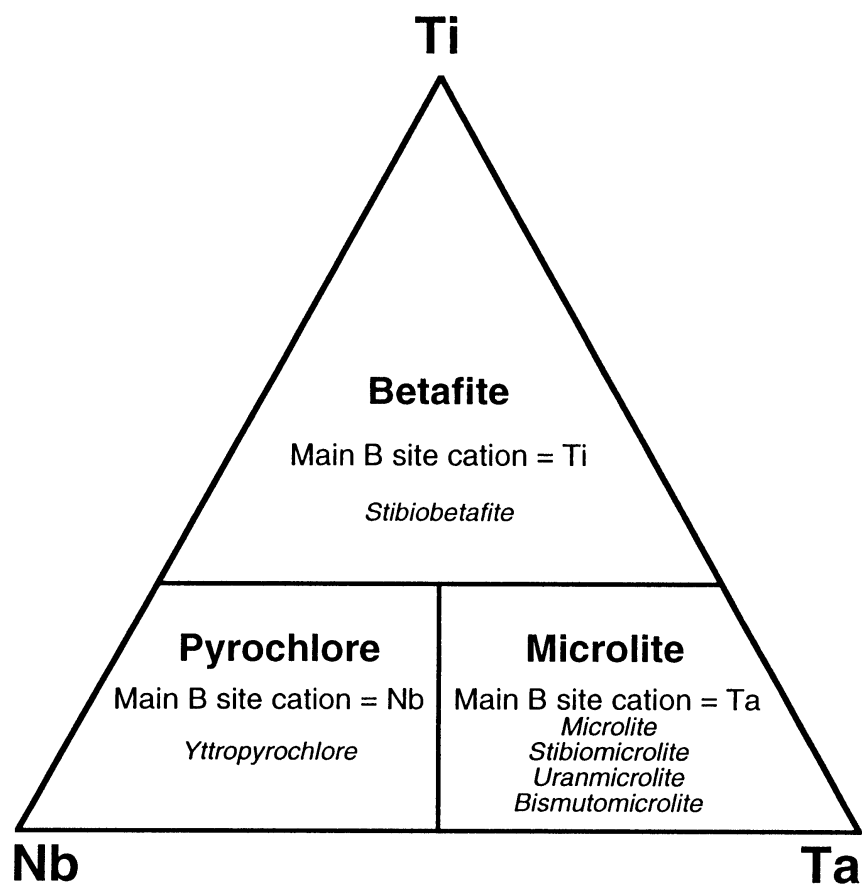 Ti
Betafite
Main B site cation = Ti
Stibiobetafite
Pyrochlore
Main B site cation = Nb
Yttropyrochlore
Microlite
Main B site cation = Ta
Microlite
Stibiomicrolite
Uranmicrolite
Bismutomicrolite
Nb
Ta